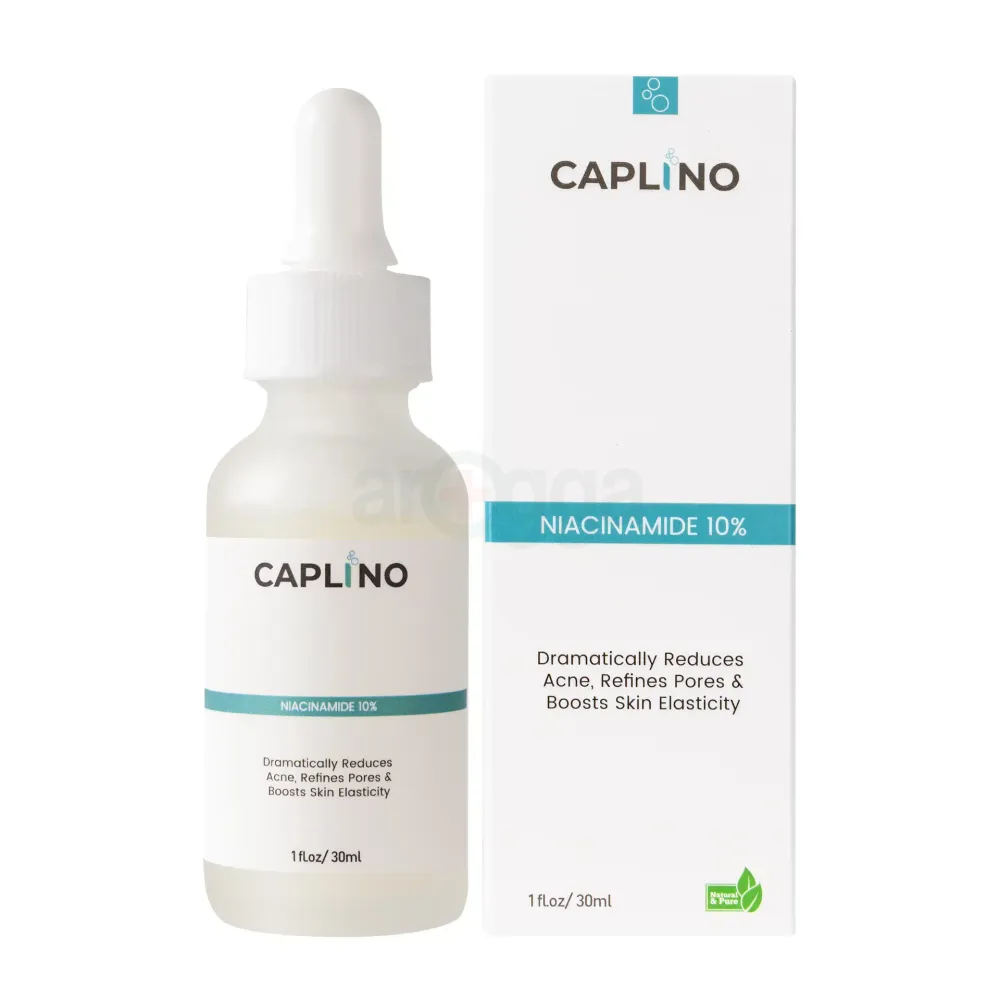 CAPLINO
NIACINAMIDE 10%
Dramatically Reduces
Acne, Refines Pores &
Boosts Skin Elasticity
1 fl.oz/ 30ml
CAPLINO
NIACINAMIDE 10%
Dramatically Reduces
Acne, Refines Pores &
Boosts Skin Elasticity
1 fl.oz/ 30ml
Natural
& Pure
arogga